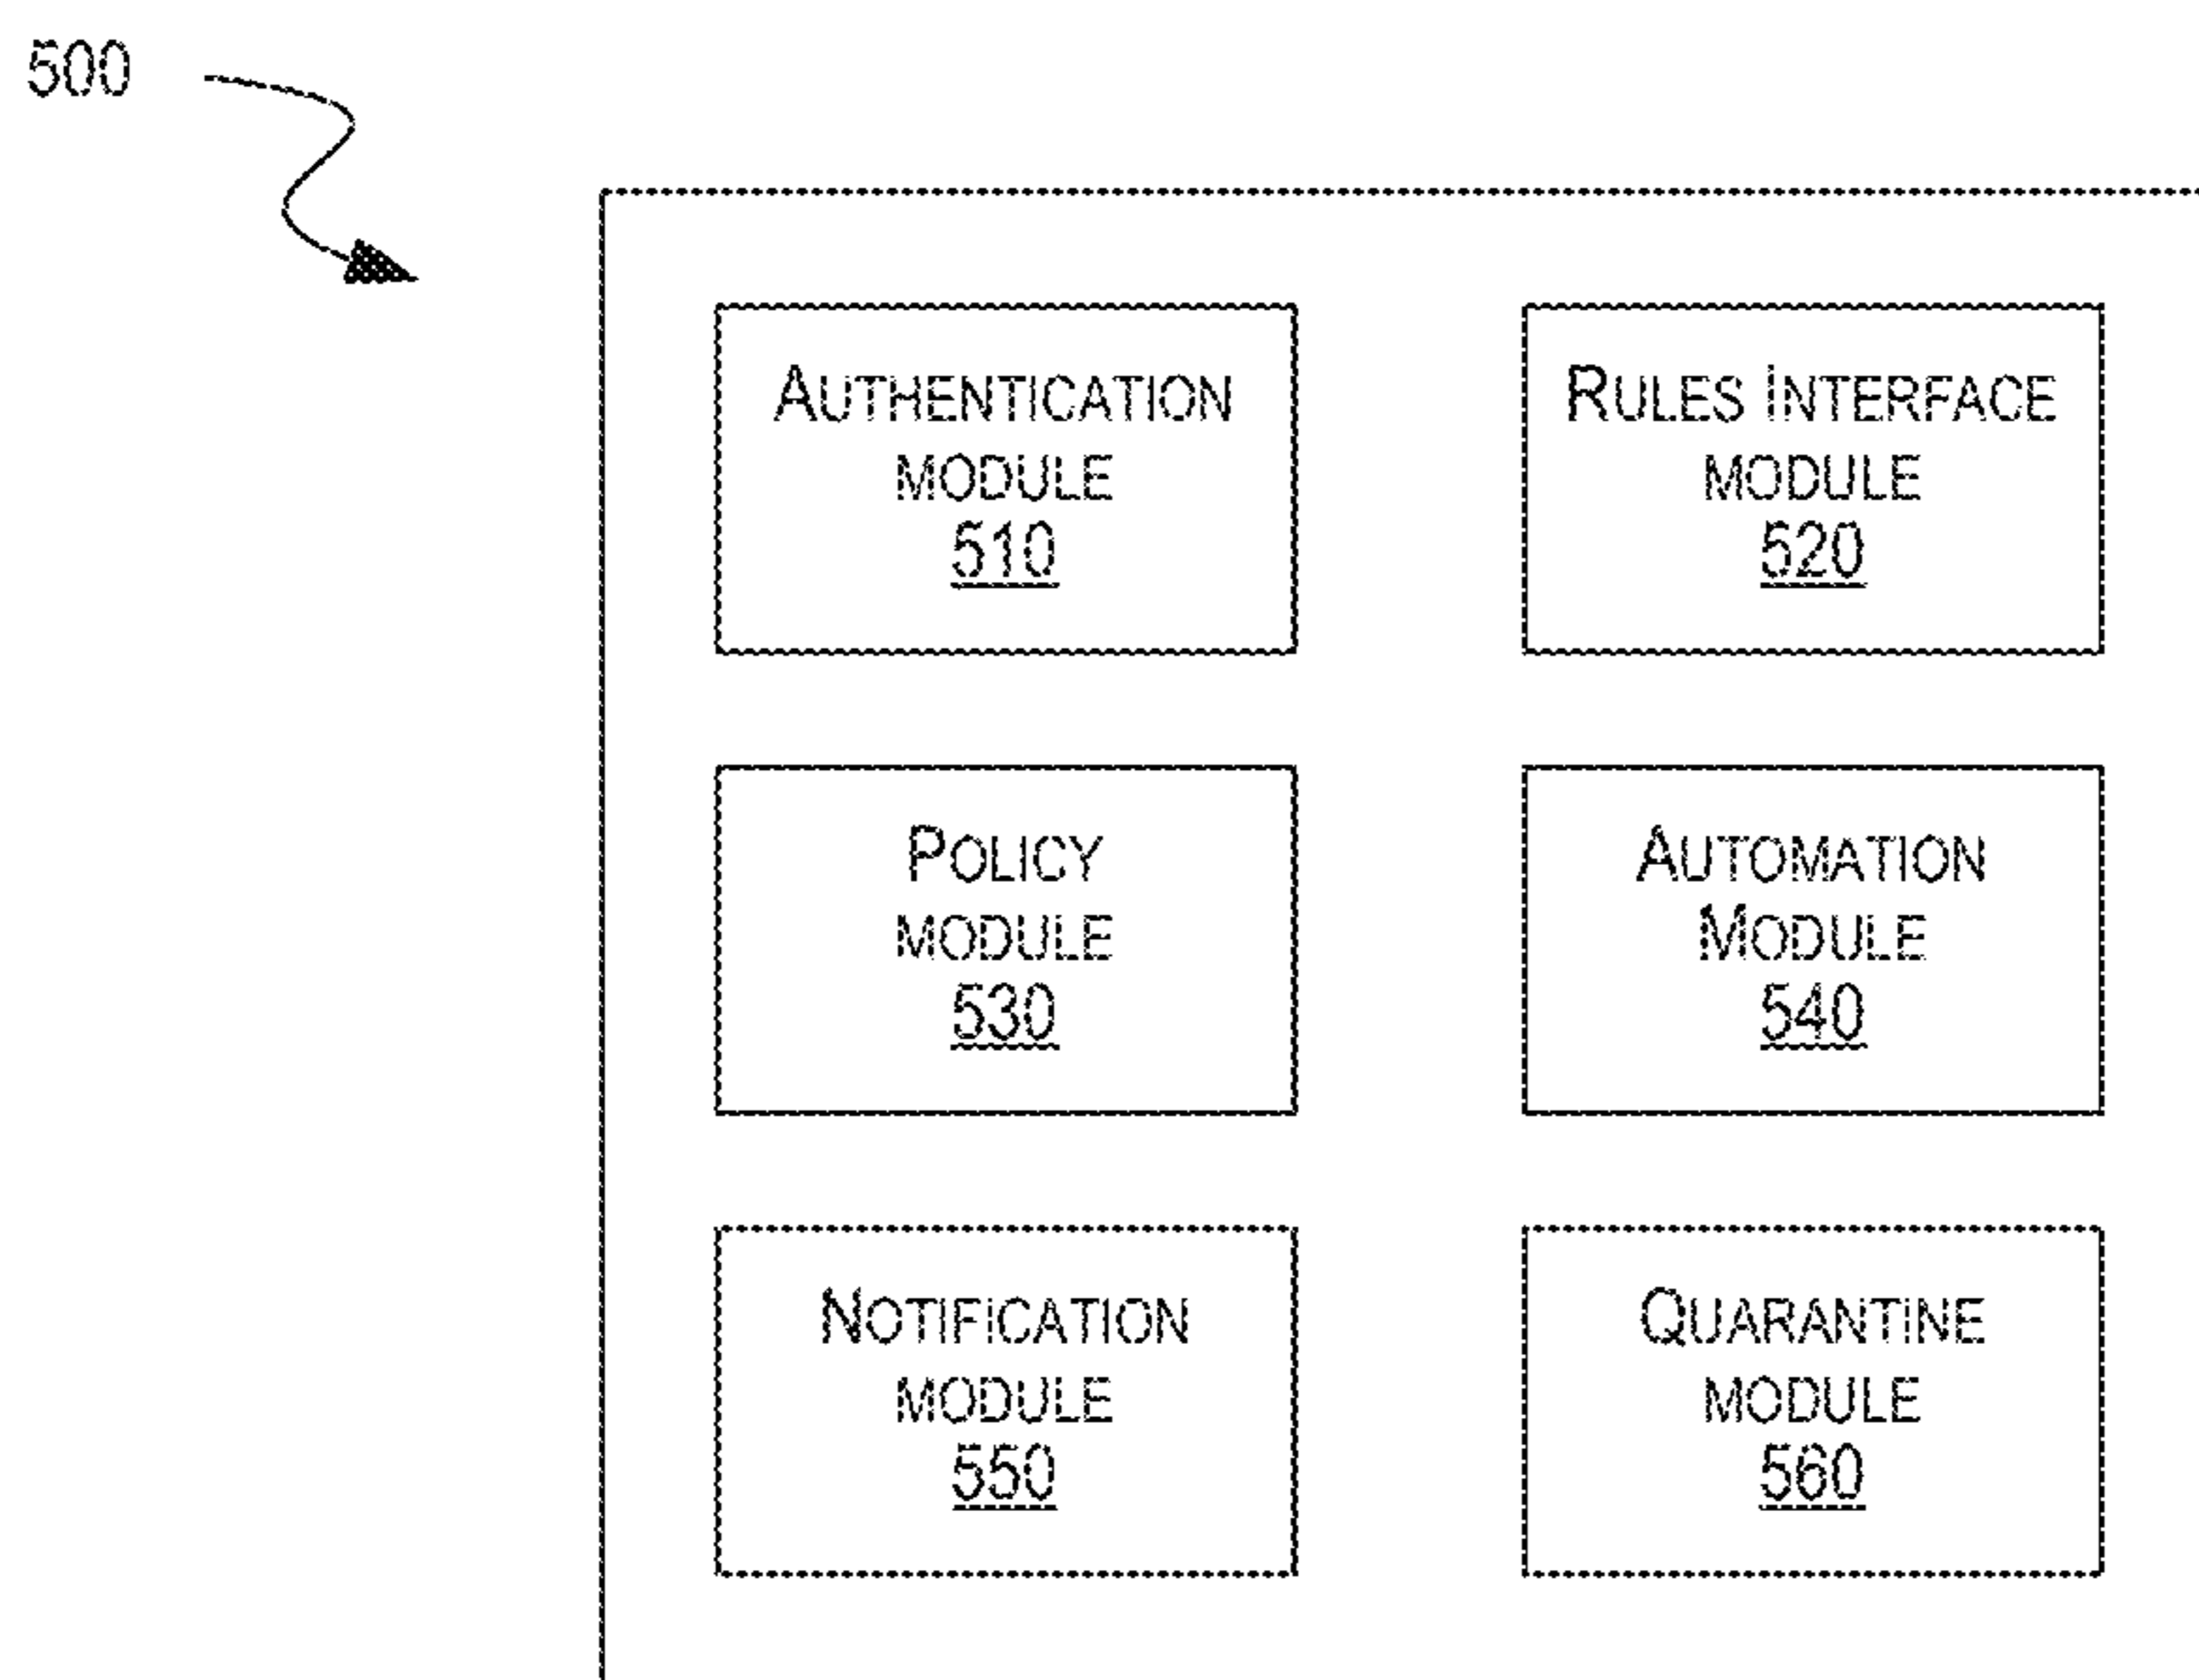 500
AUTHENTICATION
MODULE
510
RULES INTERFACE
MODULE
520
POLICY
MODULE
530
AUTOMATION
MODULE
540
NOTIFICATION
MODULE
550
QUARANTINE
MODULE
560